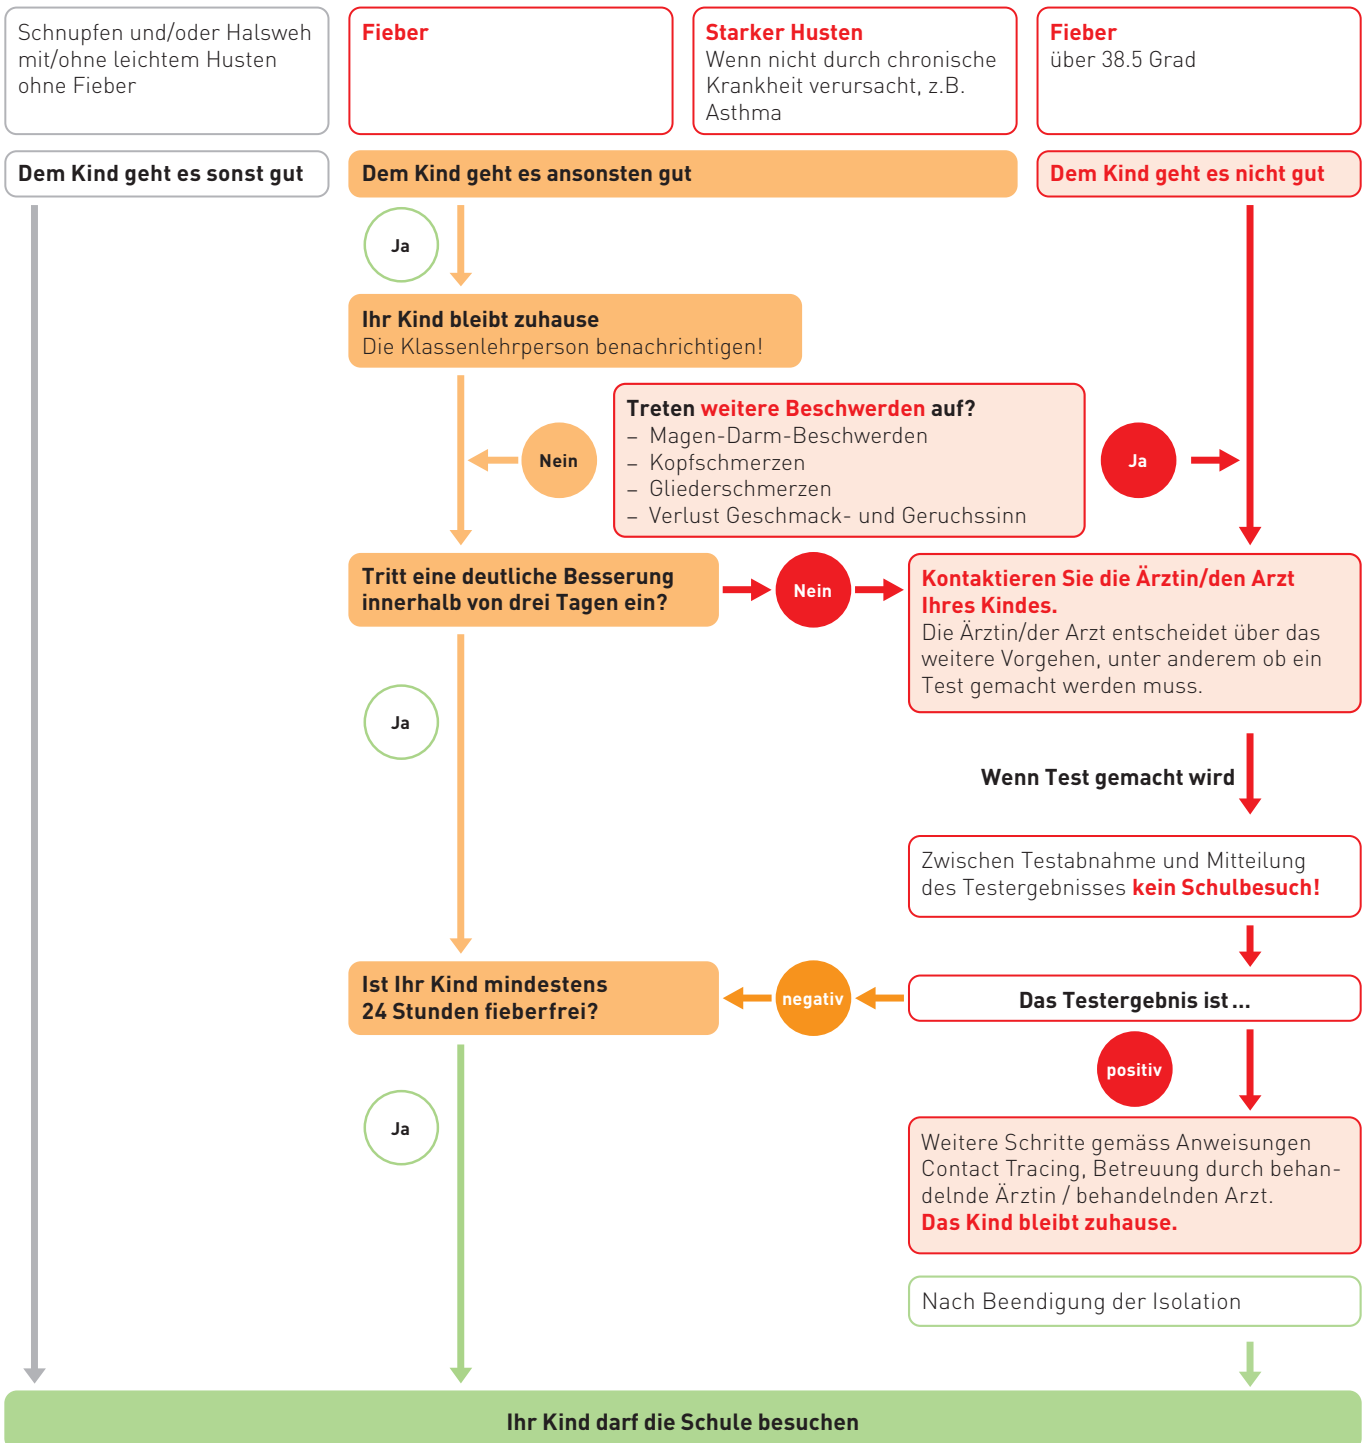 Schnupfen und/oder Halsweh
mit/ohne leichtem Husten
ohne Fieber
Fieber
Starker Husten
Wenn nicht durch chronische
Krankheit verursacht, z.B.
Asthma
Fieber
über 38.5 Grad
Dem Kind geht es sonst gut
Dem Kind geht es ansonsten gut
Dem Kind geht es nicht gut
Ja
Ihr Kind bleibt zuhause
Die Klassenlehrperson benachrichtigen!
Treten weitere Beschwerden auf?
– Magen-Darm-Beschwerden
– Kopfschmerzen
– Gliederschmerzen
– Verlust Geschmack- und Geruchssinn
Nein
Ja
Tritt eine deutliche Besserung
innerhalb von drei Tagen ein?
Nein
Kontaktieren Sie die Ärztin/den Arzt
Ihres Kindes.
Die Ärztin/der Arzt entscheidet über das
weitere Vorgehen, unter anderem ob ein
Test gemacht werden muss.
Ja
Wenn Test gemacht wird
Zwischen Testabnahme und Mitteilung
des Testergebnisses kein Schulbesuch!
Ist Ihr Kind mindestens
24 Stunden fieberfrei?
negativ
Das Testergebnis ist ...
positiv
Ja
Weitere Schritte gemäss Anweisungen
Contact Tracing, Betreuung durch behan-
delnde Ärztin / behandelnden Arzt.
Das Kind bleibt zuhause.
Nach Beendigung der Isolation
Ihr Kind darf die Schule besuchen